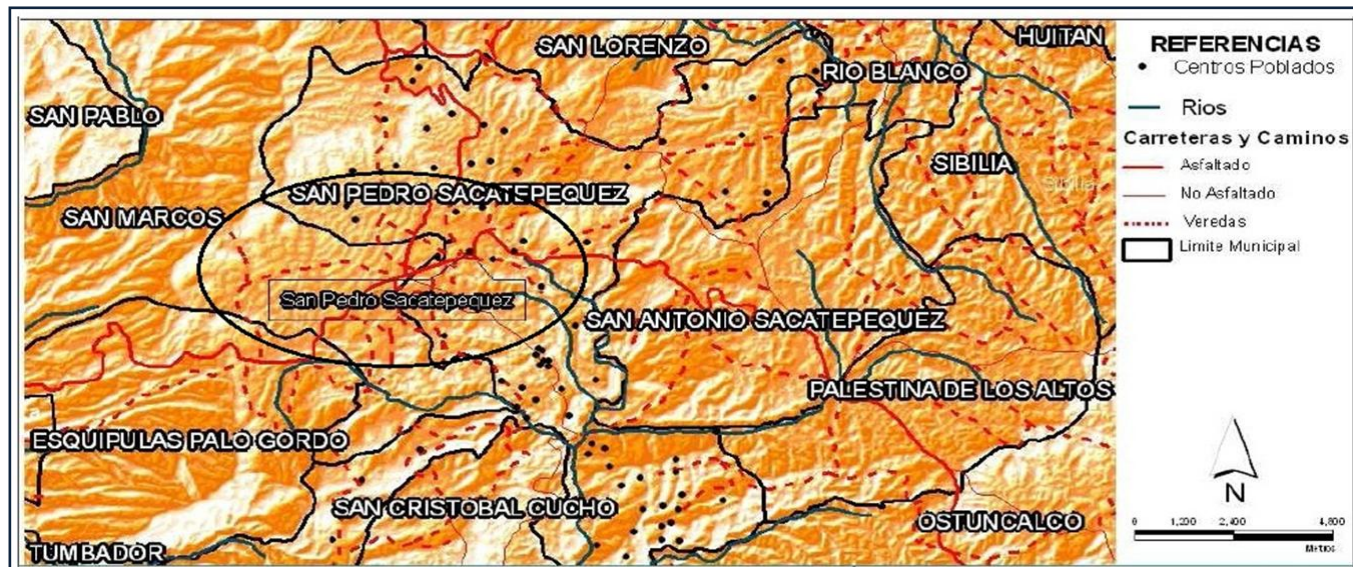 SAN LORENZO
HUITAN
RIO BLANCO
SAN PABLO
SIBILIA
Sibilia
SAN PEDRO SACATEPEQUEZ
SAN MARCOS
San Pedro Sacatepequez
SAN ANTONIO SACATEPEQUEZ
PALESTINA DE LOS ALTOS
ESQUIPULAS PALO GORDO
SAN CRISTOBAL CUCHO
OSTUNCALCO
TUMBADOR
REFERENCIAS
Centros Poblados
Rios
Carreteras y Caminos
Asfaltado
No Asfaltado
Veredas
Limite Municipal
N
0 1,200 2,400 4,800
Metros